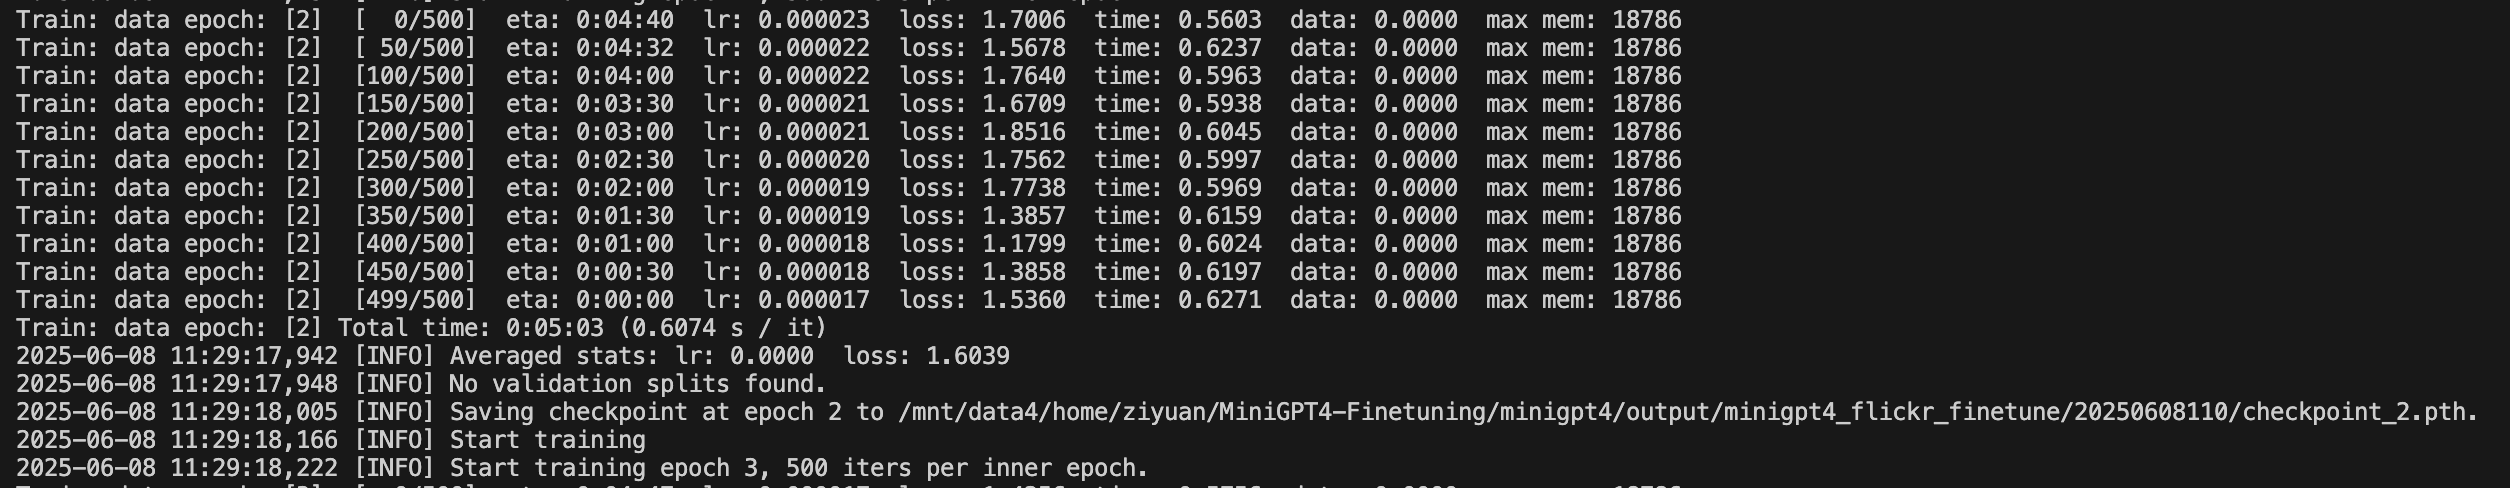 Train: data epoch: [2]  [  0/500]  eta: 0:04:40  lr: 0.000023  loss: 1.7006  time: 0.5603  data: 0.0000  max mem: 18786
Train: data epoch: [2]  [ 50/500]  eta: 0:04:32  lr: 0.000022  loss: 1.5678  time: 0.6237  data: 0.0000  max mem: 18786
Train: data epoch: [2]  [100/500]  eta: 0:04:00  lr: 0.000022  loss: 1.7640  time: 0.5963  data: 0.0000  max mem: 18786
Train: data epoch: [2]  [150/500]  eta: 0:03:30  lr: 0.000021  loss: 1.6709  time: 0.5938  data: 0.0000  max mem: 18786
Train: data epoch: [2]  [200/500]  eta: 0:03:00  lr: 0.000021  loss: 1.8516  time: 0.6045  data: 0.0000  max mem: 18786
Train: data epoch: [2]  [250/500]  eta: 0:02:30  lr: 0.000020  loss: 1.7562  time: 0.5997  data: 0.0000  max mem: 18786
Train: data epoch: [2]  [300/500]  eta: 0:02:00  lr: 0.000019  loss: 1.7738  time: 0.5969  data: 0.0000  max mem: 18786
Train: data epoch: [2]  [350/500]  eta: 0:01:30  lr: 0.000019  loss: 1.3857  time: 0.6159  data: 0.0000  max mem: 18786
Train: data epoch: [2]  [400/500]  eta: 0:01:00  lr: 0.000018  loss: 1.1799  time: 0.6024  data: 0.0000  max mem: 18786
Train: data epoch: [2]  [450/500]  eta: 0:00:30  lr: 0.000018  loss: 1.3858  time: 0.6197  data: 0.0000  max mem: 18786
Train: data epoch: [2]  [499/500]  eta: 0:00:00  lr: 0.000017  loss: 1.5360  time: 0.6271  data: 0.0000  max mem: 18786
Train: data epoch: [2] Total time: 0:05:03 (0.6074 s / it)
2025-06-08 11:29:17,942 [INFO] Averaged stats: lr: 0.0000  loss: 1.6039
2025-06-08 11:29:17,948 [INFO] No validation splits found.
2025-06-08 11:29:18,005 [INFO] Saving checkpoint at epoch 2 to /mnt/data4/home/ziyuan/MiniGPT4-Finetuning/minigpt4/output/minigpt4_flickr_finetune/20250608110/checkpoint_2.pth.
2025-06-08 11:29:18,166 [INFO] Start training
2025-06-08 11:29:18,222 [INFO] Start training epoch 3, 500 iters per inner epoch.